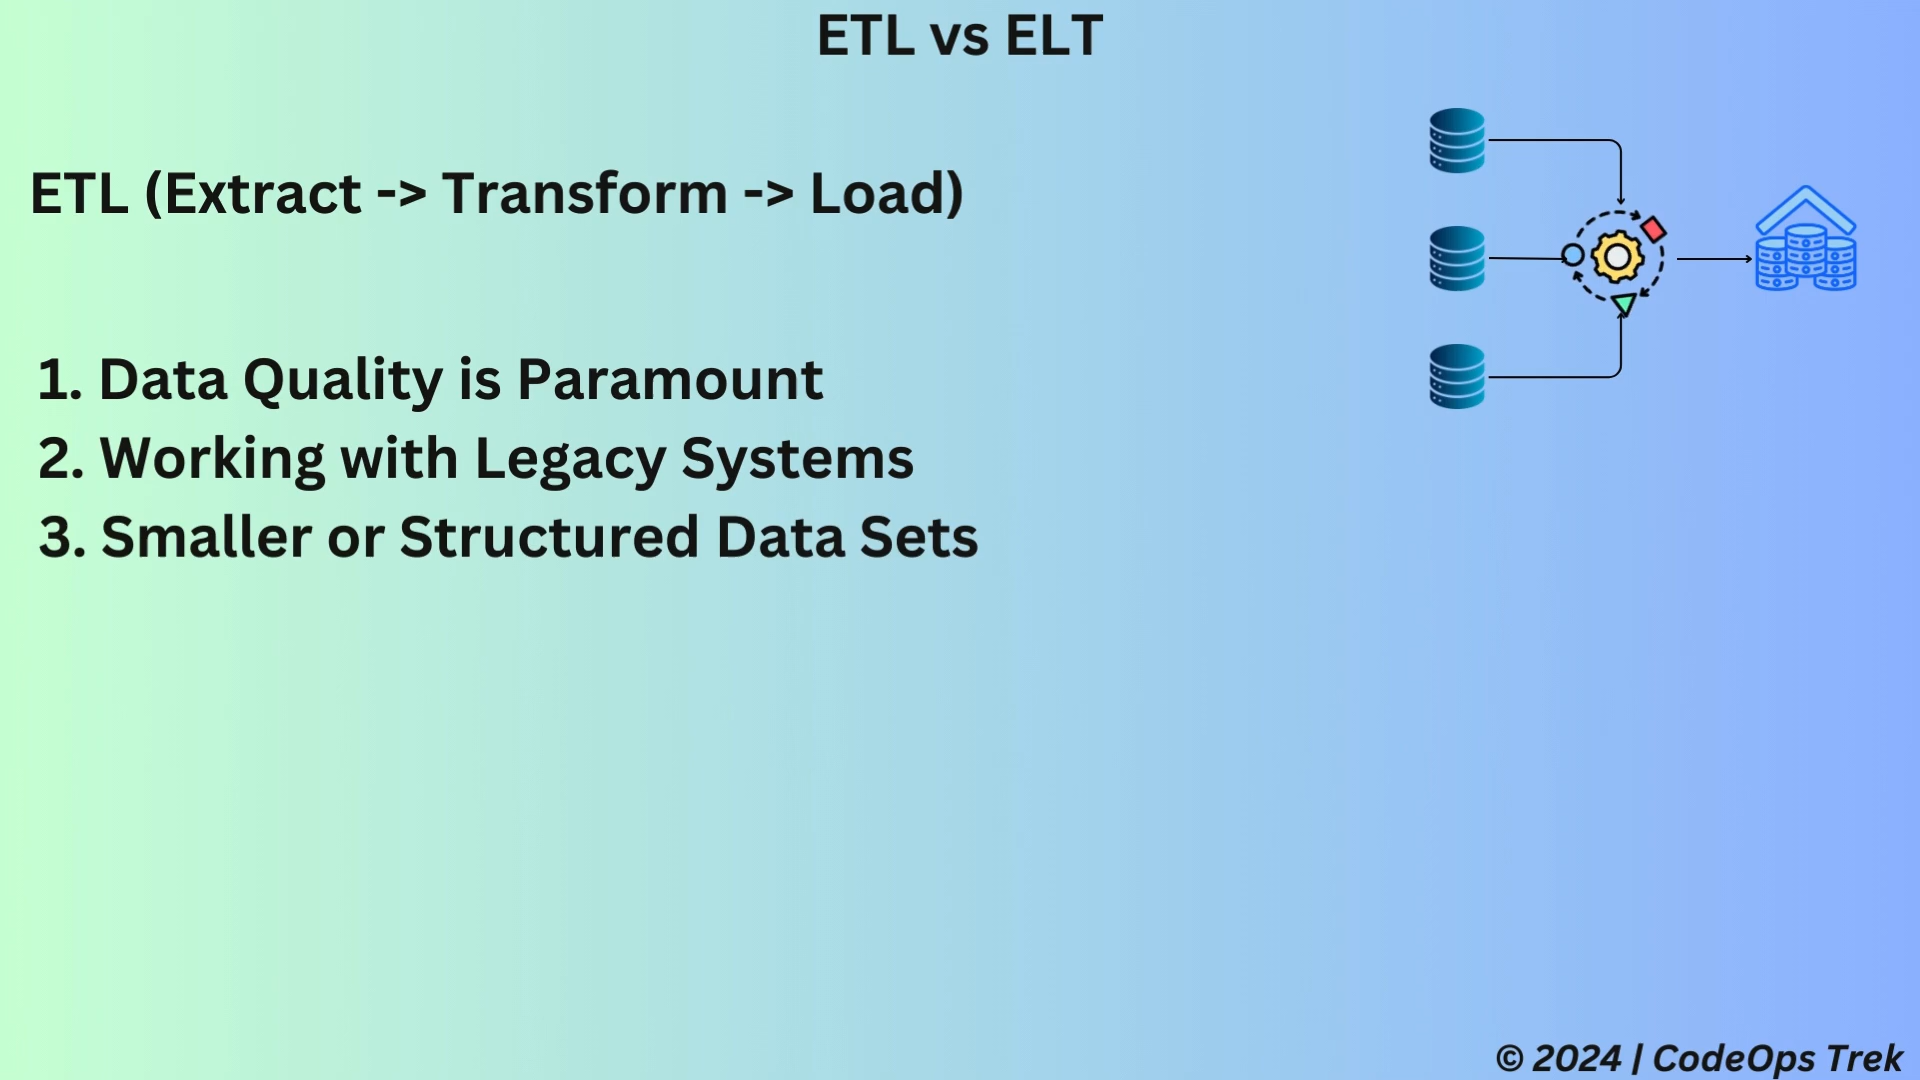 ETL vs ELT
ETL (Extract -> Transform -> Load)
1. Data Quality is Paramount
2. Working with Legacy Systems
3. Smaller or Structured Data Sets
© 2024 | CodeOps Trek